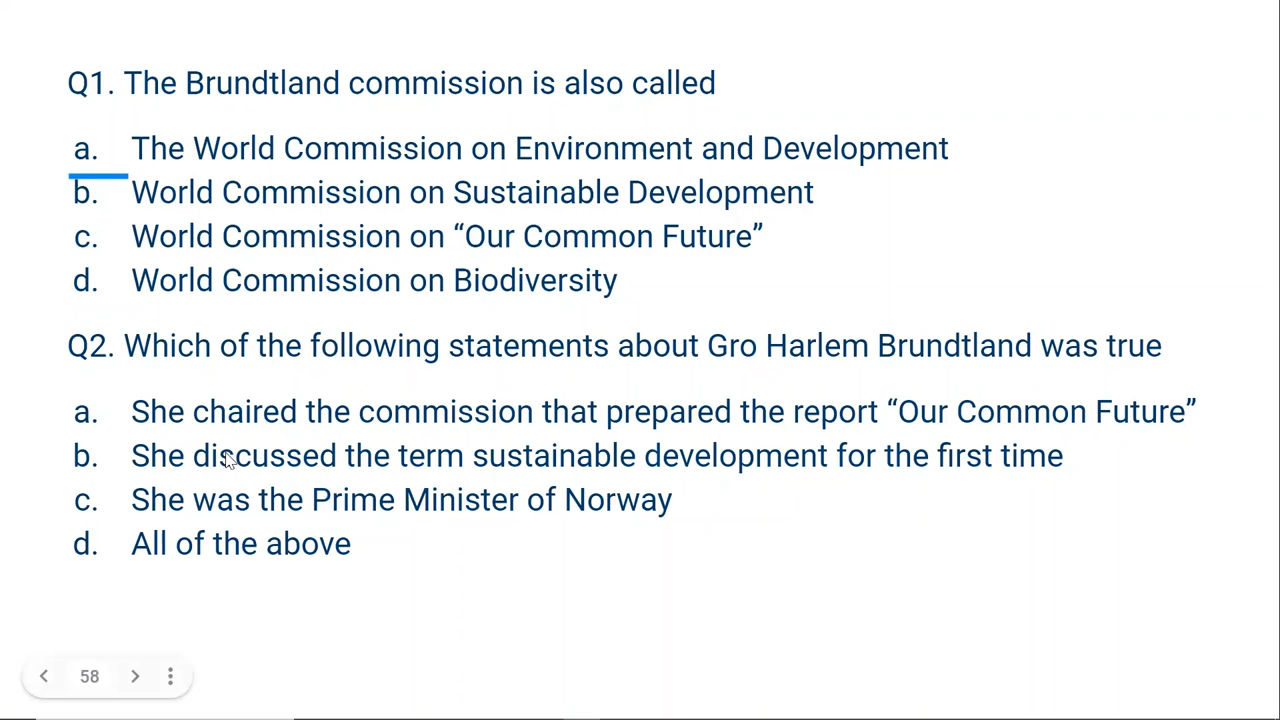 Q1. The Brundtland commission is also called
a. The World Commission on Environment and Development
b. World Commission on Sustainable Development
c. World Commission on “Our Common Future”
d. World Commission on Biodiversity
Q2. Which of the following statements about Gro Harlem Brundtland was true
a. She chaired the commission that prepared the report “Our Common Future”
b. She discussed the term sustainable development for the first time
c. She was the Prime Minister of Norway
d. All of the above
58